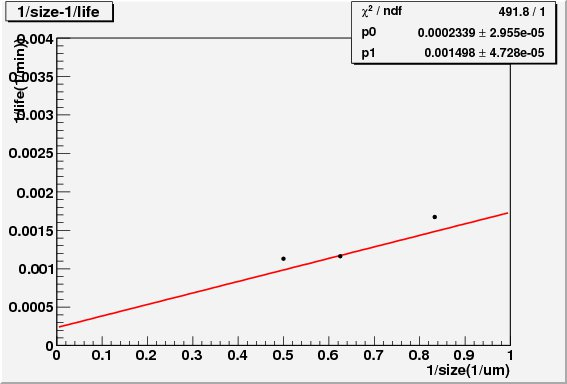 1/size-1/life
χ² / ndf 491.8 / 1
p0 0.0002339 ± 2.955e-05
p1 0.001498 ± 4.728e-05
1/life(1/min)
0.004
0.0035
0.003
0.0025
0.002
0.0015
0.001
0.0005
0
0 0.1 0.2 0.3 0.4 0.5 0.6 0.7 0.8 0.9 1
1/size(1/um)